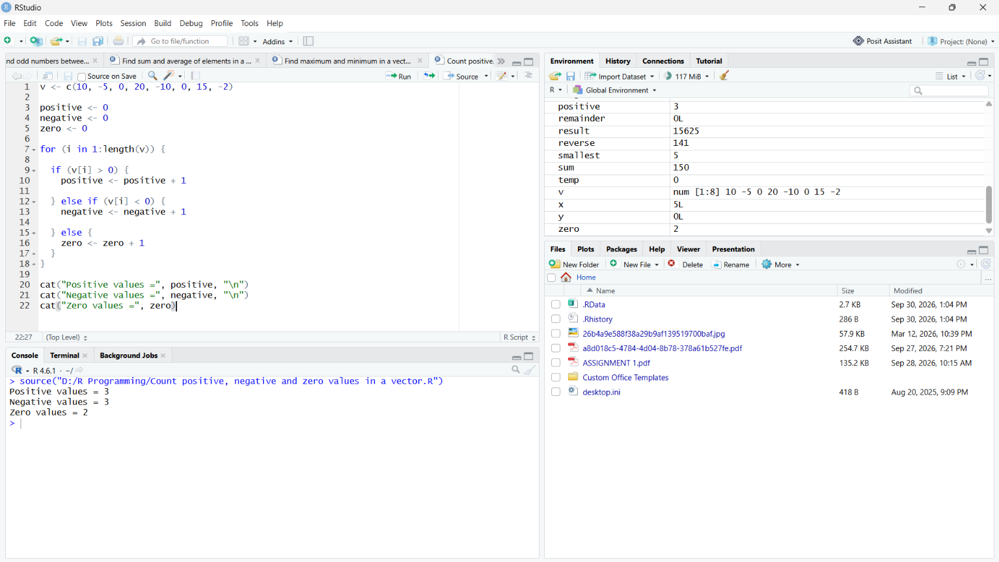 RStudio
File Edit Code View Plots Session Build Debug Profile Tools Help
Go to file/function Addins Posit Assistant Project: (None)
nd odd numbers betwee... Find sum and average of elements in a ... Find maximum and minimum in a vect... Count positive,
Source on Save Run Source
1 v <- c(10, -5, 0, 20, -10, 0, 15, -2)
2
3 positive <- 0
4 negative <- 0
5 zero <- 0
6
7 for (i in 1:length(v)) {
8
9 if (v[i] > 0) {
10 positive <- positive + 1
11
12 } else if (v[i] < 0) {
13 negative <- negative + 1
14
15 } else {
16 zero <- zero + 1
17 }
18 }
19
20 cat("Positive values =", positive, "\n")
21 cat("Negative values =", negative, "\n")
22 cat("Zero values =", zero)
22:27 (Top Level) R Script
Console Terminal Background Jobs
R 4.6.1 · ~/
> source("D:/R Programming/Count positive, negative and zero values in a vector.R")
Positive values = 3
Negative values = 3
Zero values = 2
>
Environment History Connections Tutorial
Import Dataset 117 MiB List
R Global Environment
positive 3
remainder 0L
result 15625
reverse 141
smallest 5
sum 150
temp 0
v num [1:8] 10 -5 0 20 -10 0 15 -2
x 5L
y 0L
zero 2
Files Plots Packages Help Viewer Presentation
New Folder New File Delete Rename More
Home ...
Name Size Modified
.RData 2.7 KB Sep 30, 2026, 1:04 PM
.Rhistory 286 B Sep 30, 2026, 1:04 PM
26b4a9e588f38a29b9af139519700baf.jpg 57.9 KB Mar 12, 2026, 10:39 PM
a8d018c5-4784-4d04-8b78-378a61b527fe.pdf 254.7 KB Sep 27, 2026, 7:21 PM
ASSIGNMENT 1.pdf 135.2 KB Sep 28, 2026, 10:15 AM
Custom Office Templates
desktop.ini 418 B Aug 20, 2025, 9:09 PM